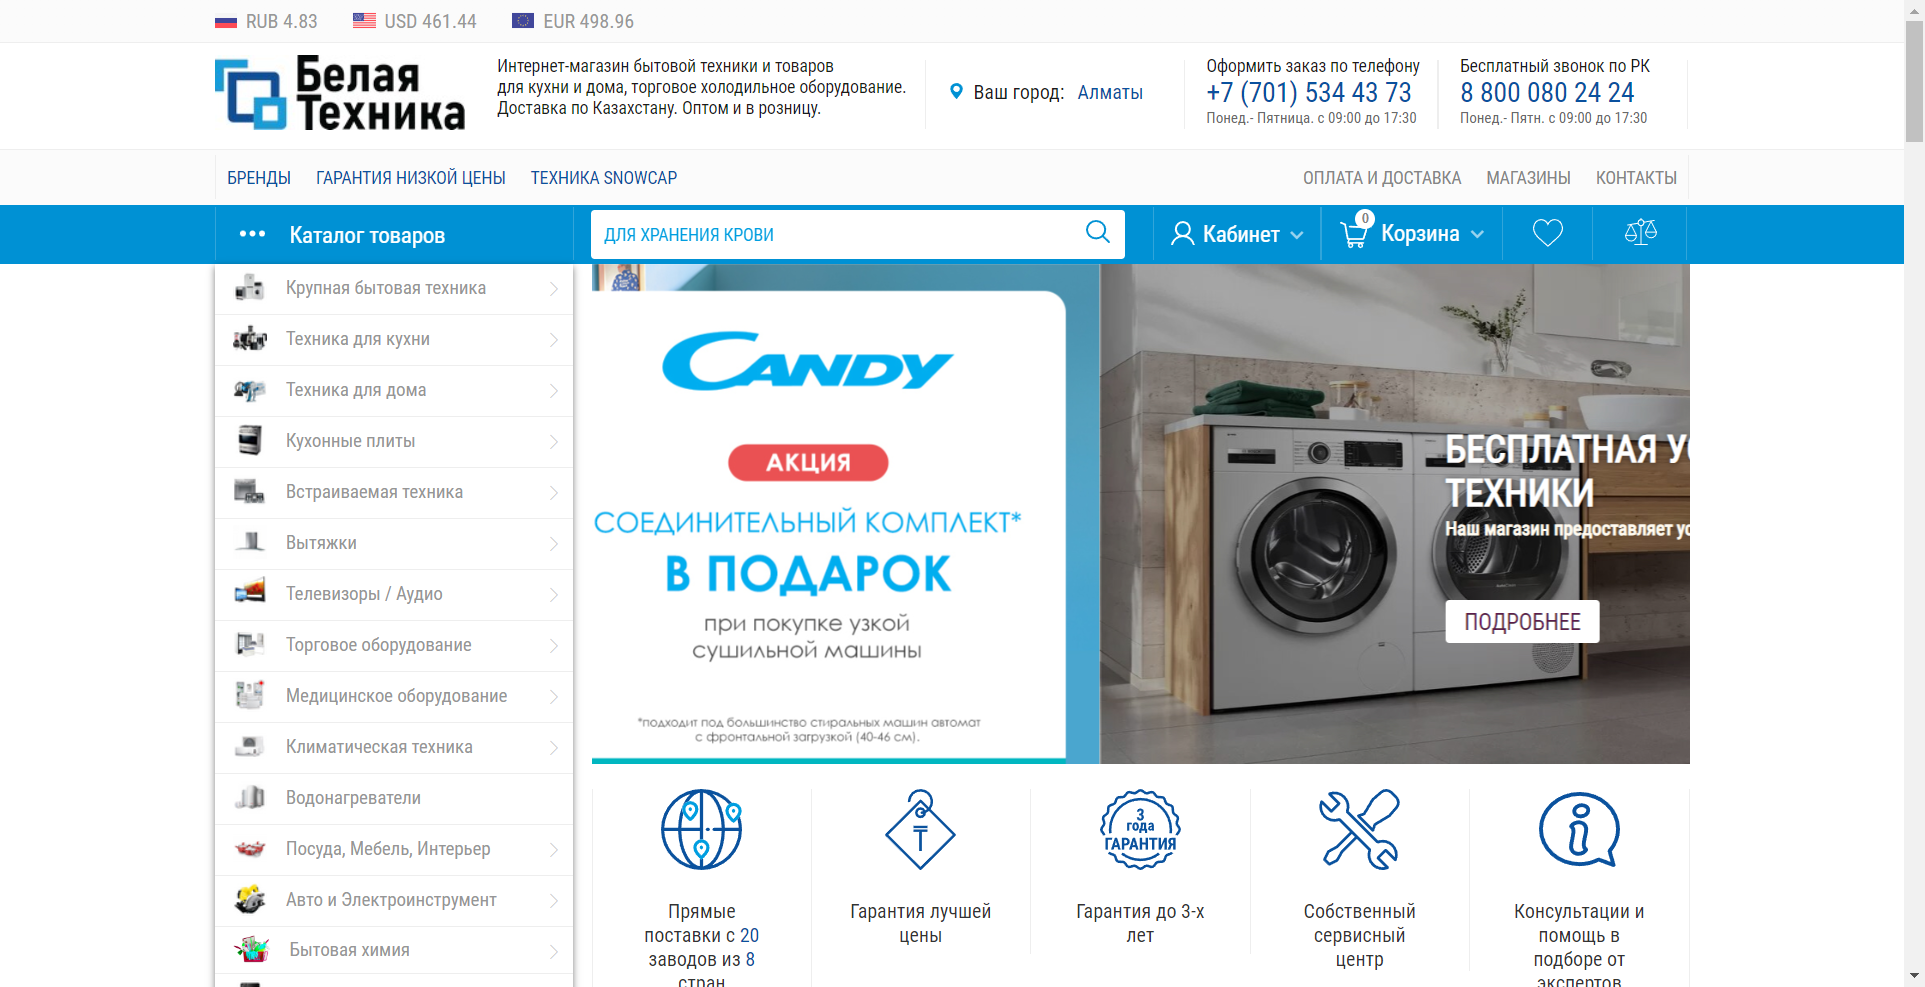 RUB 4.83
USD 461.44
EUR 498.96
Белая
Техника
Интернет-магазин бытовой техники и товаров
для кухни и дома, торговое холодильное оборудование.
Доставка по Казахстану. Оптом и в розницу.
Ваш город: Алматы
Оформить заказ по телефону
+7 (701) 534 43 73
Понед.- Пятница. с 09:00 до 17:30
Бесплатный звонок по РК
8 800 080 24 24
Понед.- Пятн. с 09:00 до 17:30
БРЕНДЫ
ГАРАНТИЯ НИЗКОЙ ЦЕНЫ
ТЕХНИКА SNOWCAP
ОПЛАТА И ДОСТАВКА
МАГАЗИНЫ
КОНТАКТЫ
Каталог товаров
ДЛЯ ХРАНЕНИЯ КРОВИ
Кабинет
0
Корзина
Крупная бытовая техника
Техника для кухни
Техника для дома
Кухонные плиты
Встраиваемая техника
Вытяжки
Телевизоры / Аудио
Торговое оборудование
Медицинское оборудование
Климатическая техника
Водонагреватели
Посуда, Мебель, Интерьер
Авто и Электроинструмент
Бытовая химия
CANDY
АКЦИЯ
СОЕДИНИТЕЛЬНЫЙ КОМПЛЕКТ*
В ПОДАРОК
при покупке узкой
сушильной машины
*подходит под большинство стиральных машин автомат
с фронтальной загрузкой (40-46 см).
БЕСПЛАТНАЯ У
ТЕХНИКИ
Наш магазин предоставляет ус
ПОДРОБНЕЕ
Прямые
поставки с 20
заводов из 8
стран
₸
Гарантия лучшей
цены
3
года
ГАРАНТИЯ
Гарантия до 3-х
лет
Собственный
сервисный
центр
Консультации и
помощь в
подборе от
экспертов